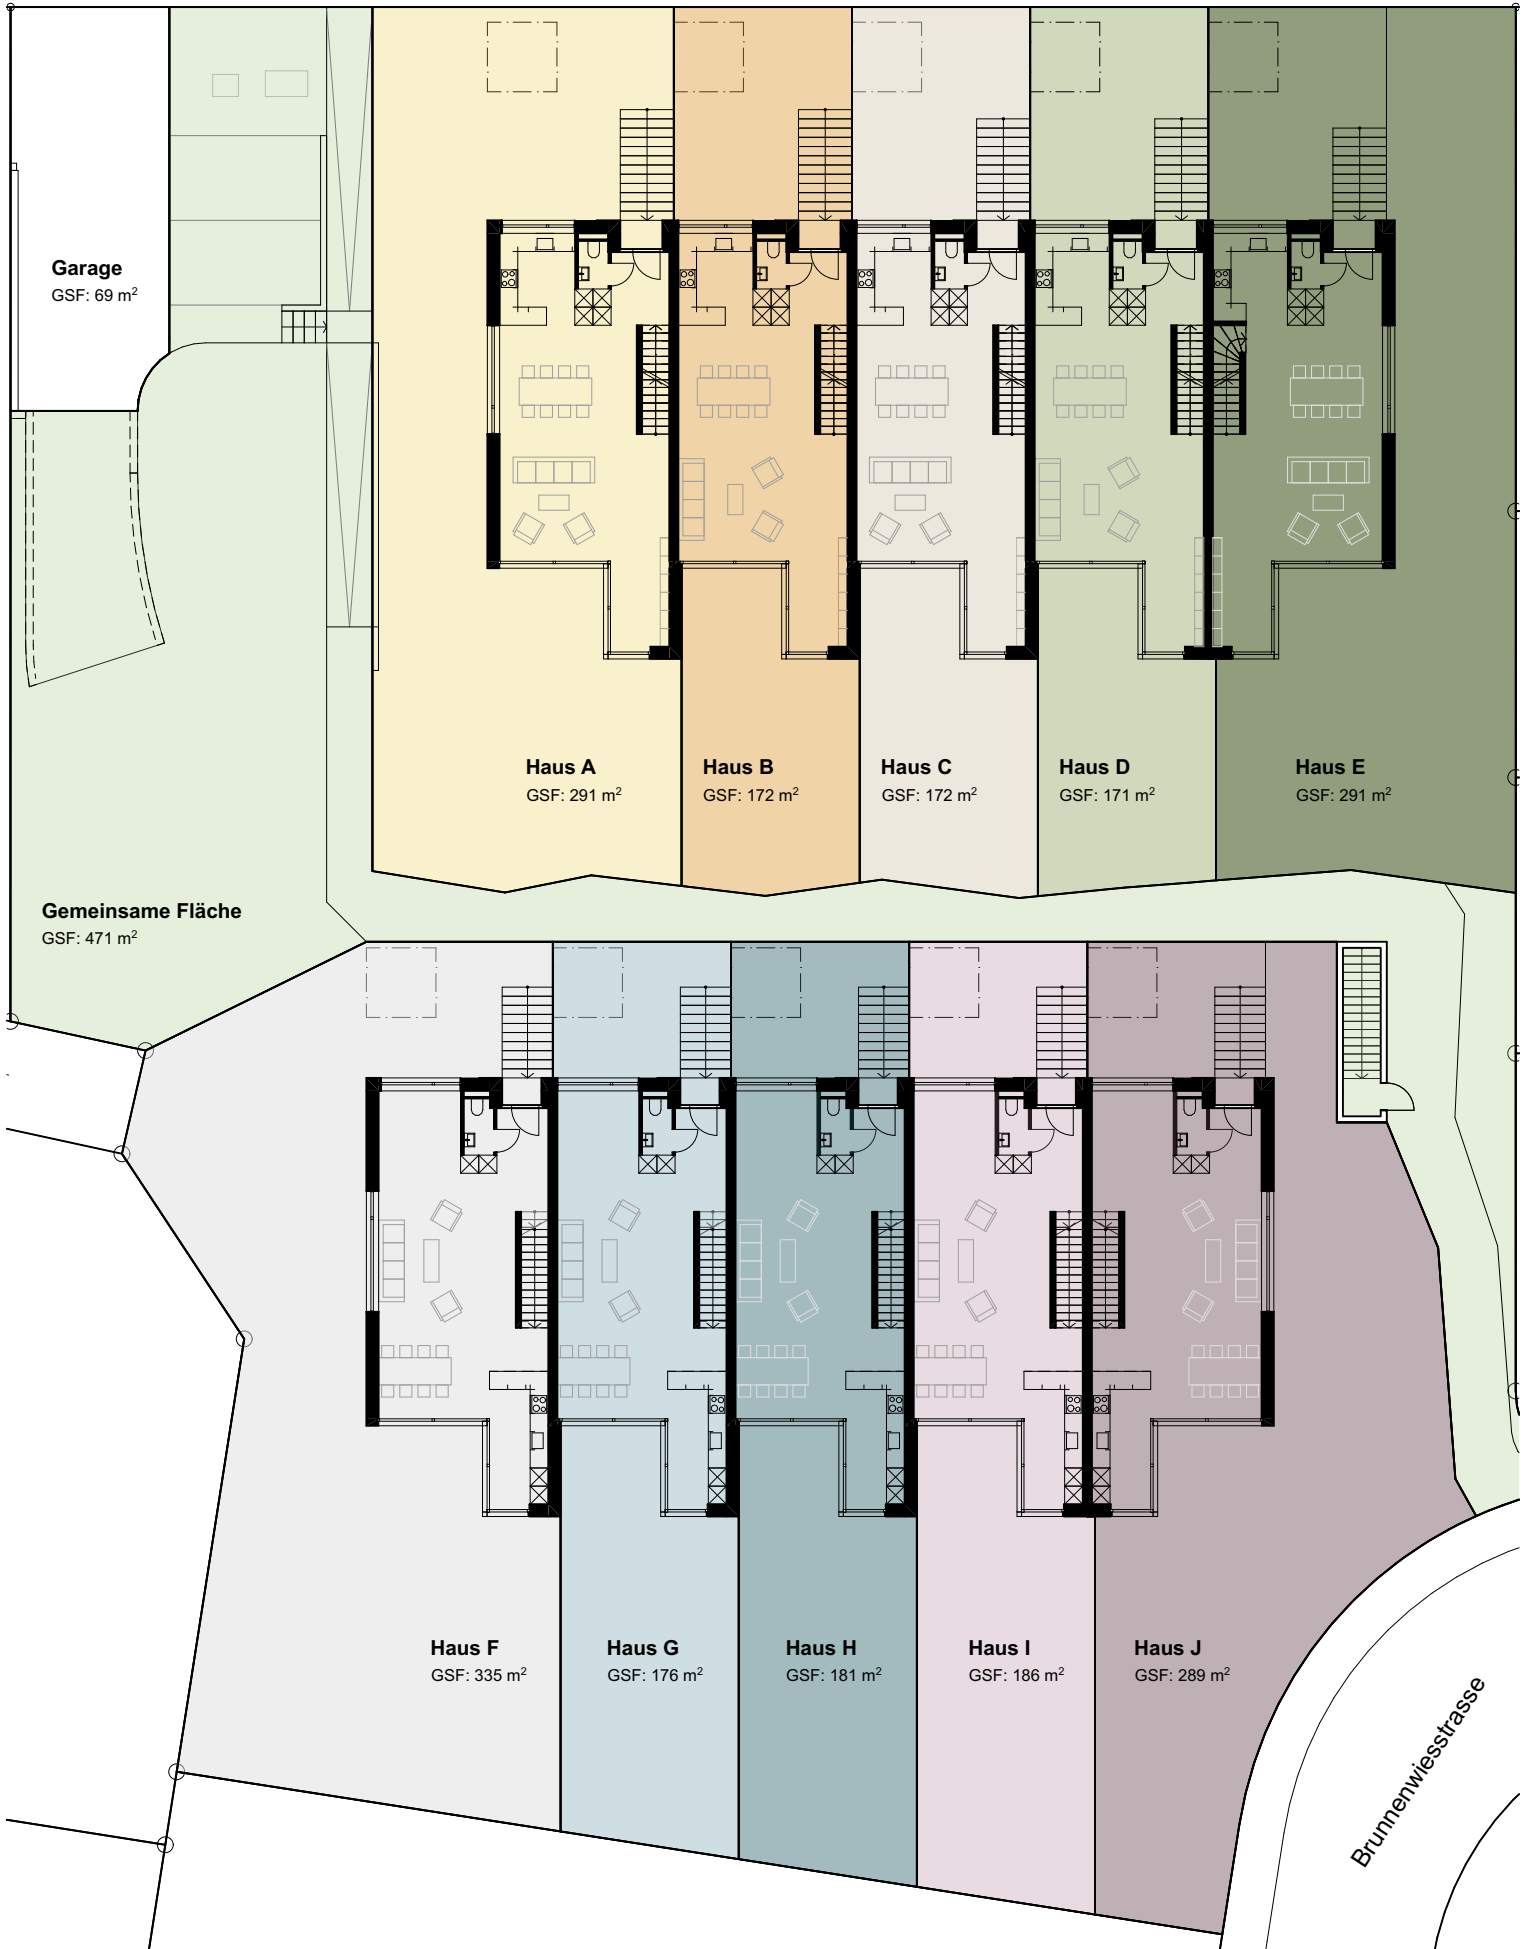 Garage
GSF: 69 m²
Haus A
GSF: 291 m²
Haus B
GSF: 172 m²
Haus C
GSF: 172 m²
Haus D
GSF: 171 m²
Haus E
GSF: 291 m²
Gemeinsame Fläche
GSF: 471 m²
Haus F
GSF: 335 m²
Haus G
GSF: 176 m²
Haus H
GSF: 181 m²
Haus I
GSF: 186 m²
Haus J
GSF: 289 m²
Brunnenwiesstrasse